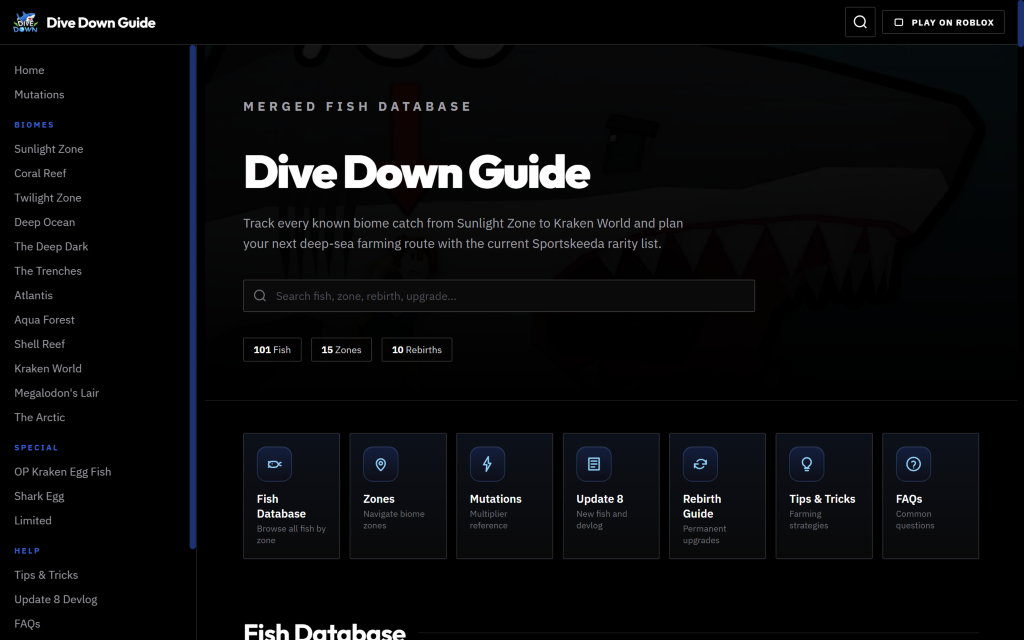 DIVE DOWN
Dive Down Guide
PLAY ON ROBLOX
Home
Mutations
BIOMES
Sunlight Zone
Coral Reef
Twilight Zone
Deep Ocean
The Deep Dark
The Trenches
Atlantis
Aqua Forest
Shell Reef
Kraken World
Megalodon's Lair
The Arctic
SPECIAL
OP Kraken Egg Fish
Shark Egg
Limited
HELP
Tips & Tricks
Update 8 Devlog
FAQs
MERGED FISH DATABASE
Dive Down Guide
Track every known biome catch from Sunlight Zone to Kraken World and plan
your next deep-sea farming route with the current Sportskeeda rarity list.
Search fish, zone, rebirth, upgrade...
101 Fish
15 Zones
10 Rebirths
Fish
Database
Browse all fish by
zone
Zones
Navigate biome
zones
Mutations
Multiplier
reference
Update 8
New fish and
devlog
Rebirth
Guide
Permanent
upgrades
Tips & Tricks
Farming
strategies
FAQs
Common
questions
Fish Database